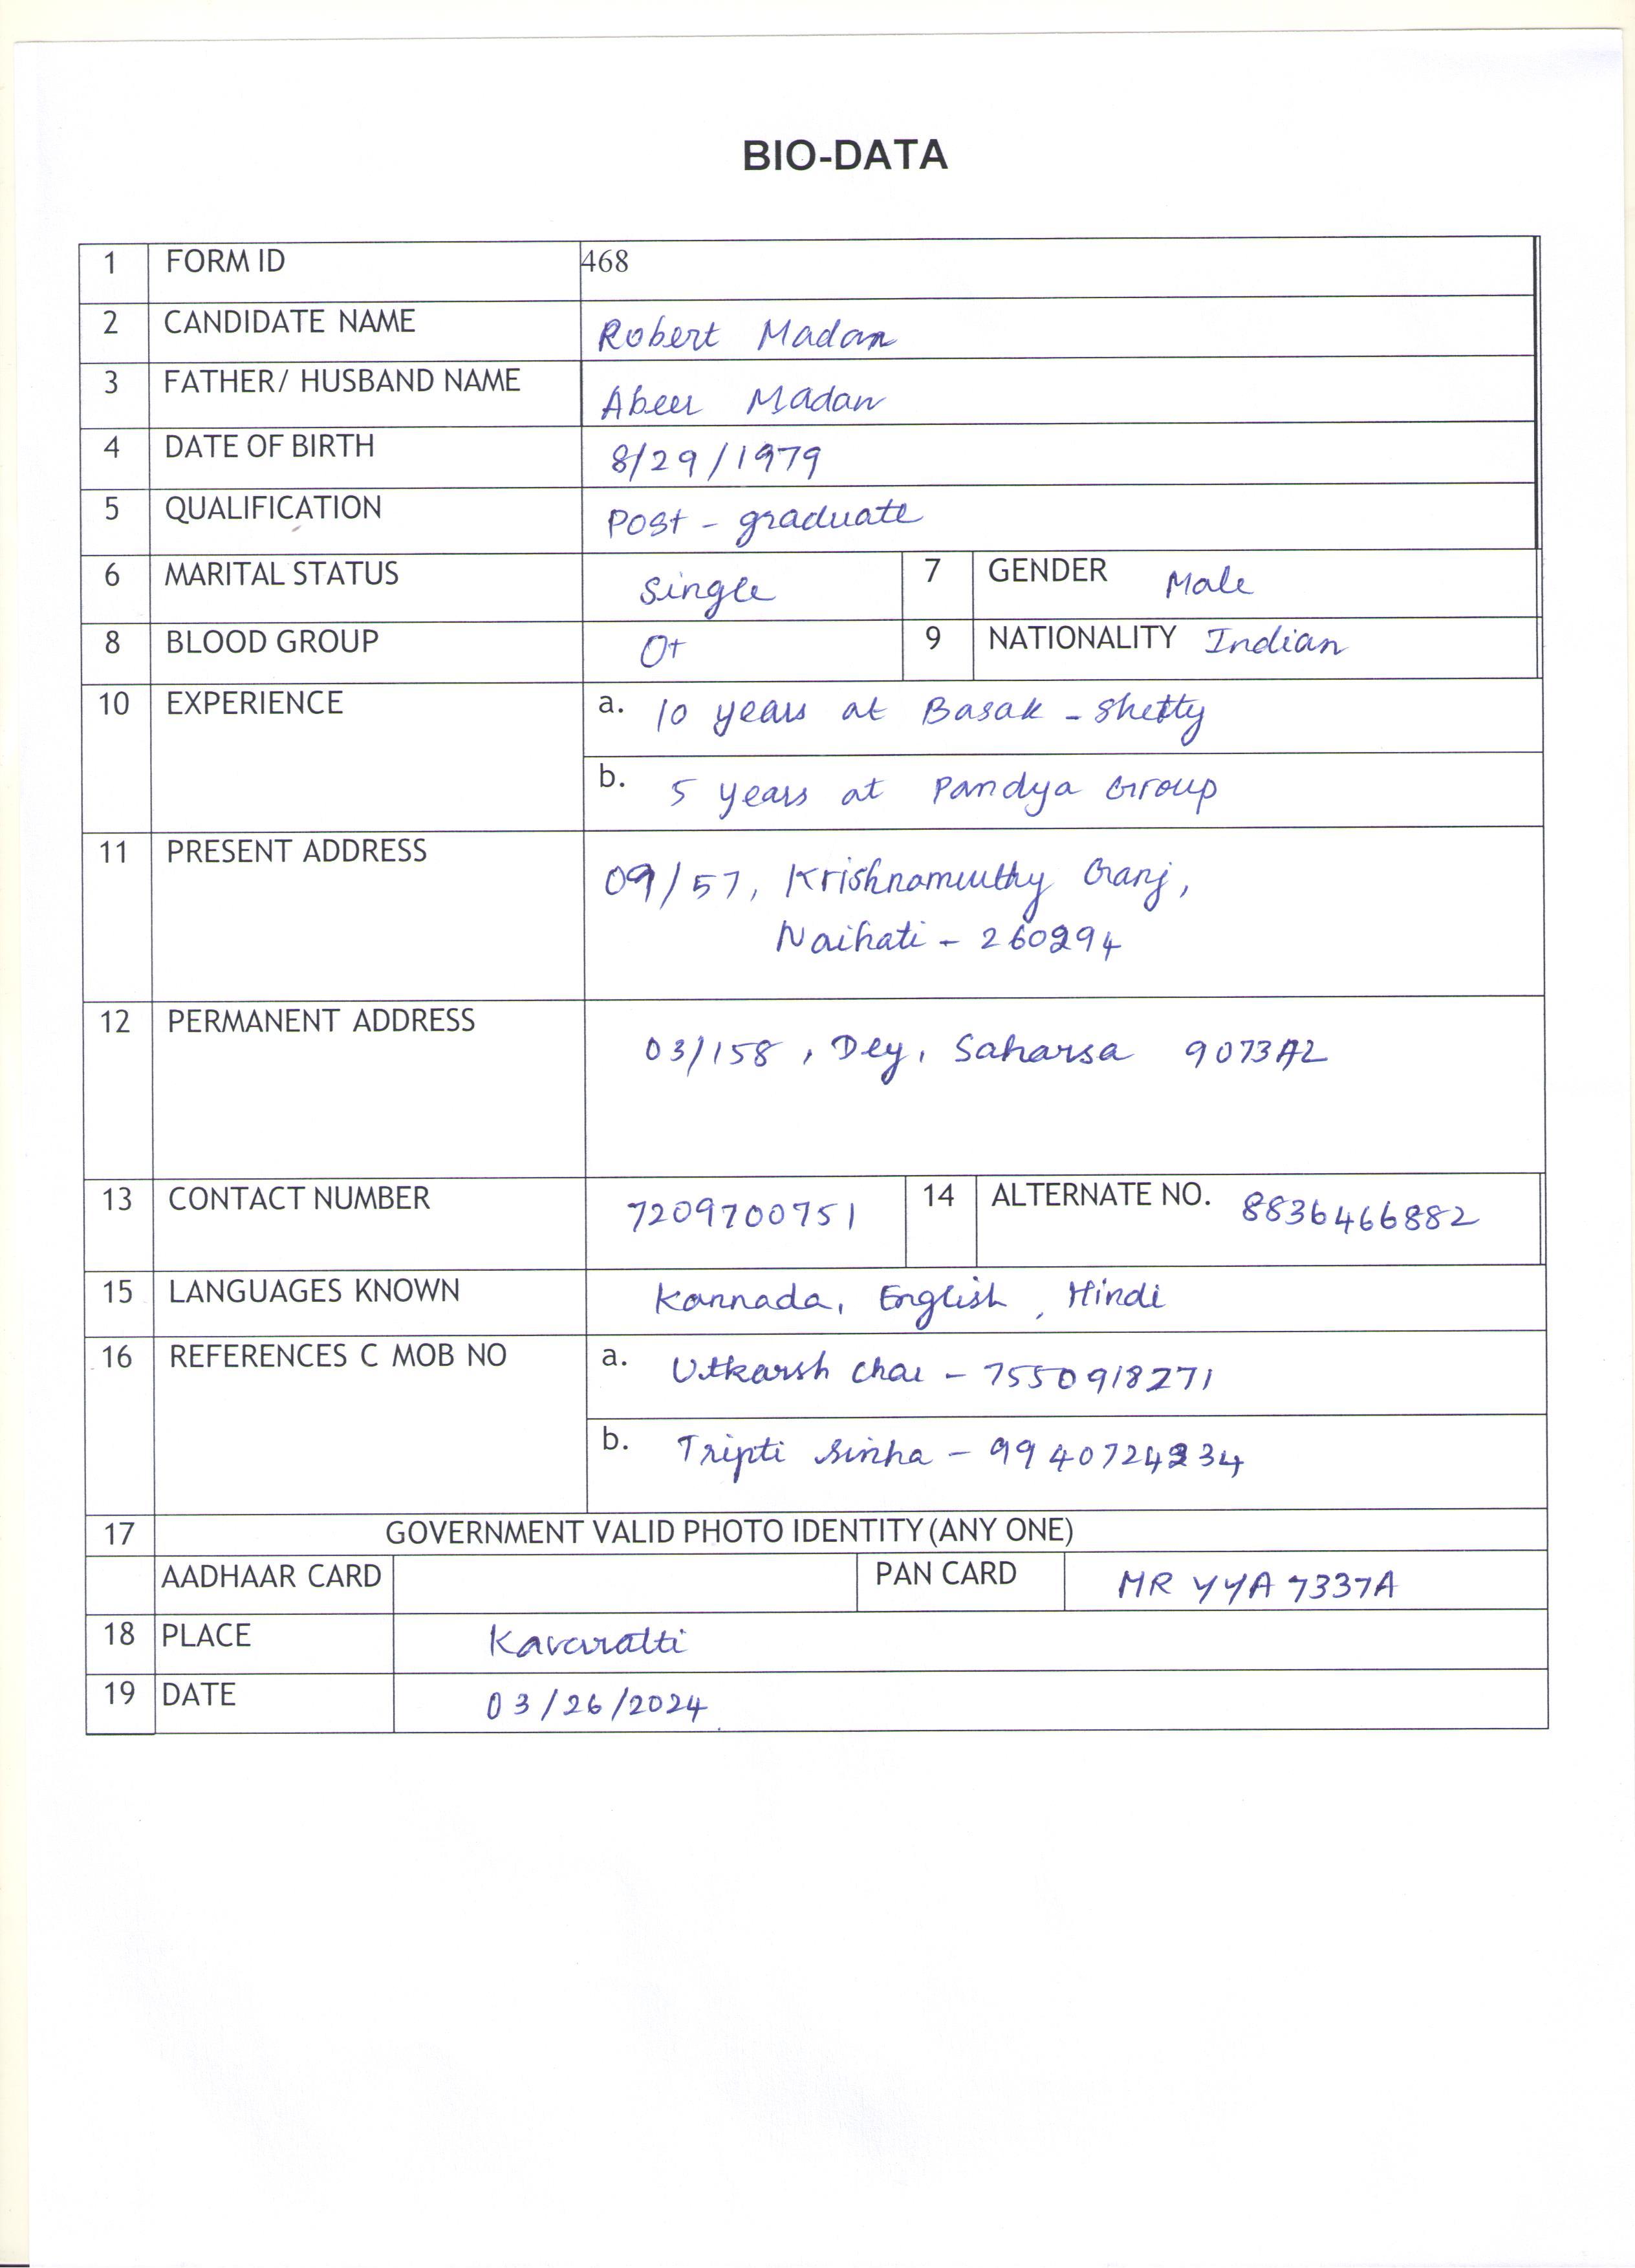 BIO-DATA
1 FORM ID 468
2 CANDIDATE NAME Robert Madan
3 FATHER/ HUSBAND NAME Abeer Madan
4 DATE OF BIRTH 8/29/1979
5 QUALIFICATION Post - graduate
6 MARITAL STATUS Single 7 GENDER Male
8 BLOOD GROUP O+ 9 NATIONALITY Indian
10 EXPERIENCE a. 10 years at Basak - Shetty
b. 5 years at Pandya Group
11 PRESENT ADDRESS 09/57, Krishnamurthy Ganj,
Naihati - 260294
12 PERMANENT ADDRESS 03/158, Dey, Saharsa
13 CONTACT NUMBER 7209700751 14 ALTERNATE NO. 8836466882
15 LANGUAGES KNOWN Kannada, English, Hindi
16 REFERENCES C MOB NO a. Utkarsh - 7550918271
b. Tripti Sinha -
17 GOVERNMENT VALID PHOTO IDENTITY (ANY ONE)
AADHAAR CARD PAN CARD MR YYA 7337A
18 PLACE Kavaratti
19 DATE 03/26/2024